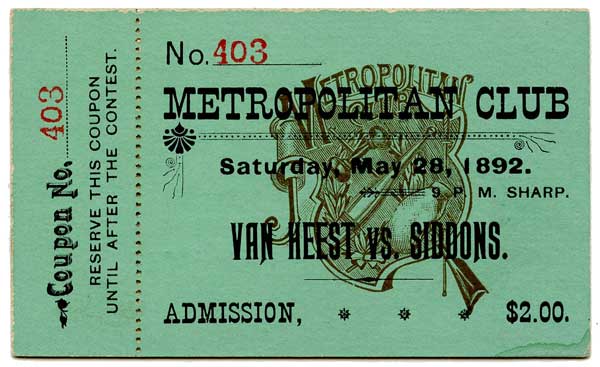 Coupon No. 403
RESERVE THIS COUPON
UNTIL AFTER THE CONTEST.
No. 403
METROPOLITAN
METROPOLITAN CLUB
Saturday, May 28, 1892.
9 P. M. SHARP.
VAN HEEST vs. SIDDONS.
ADMISSION, $2.00.